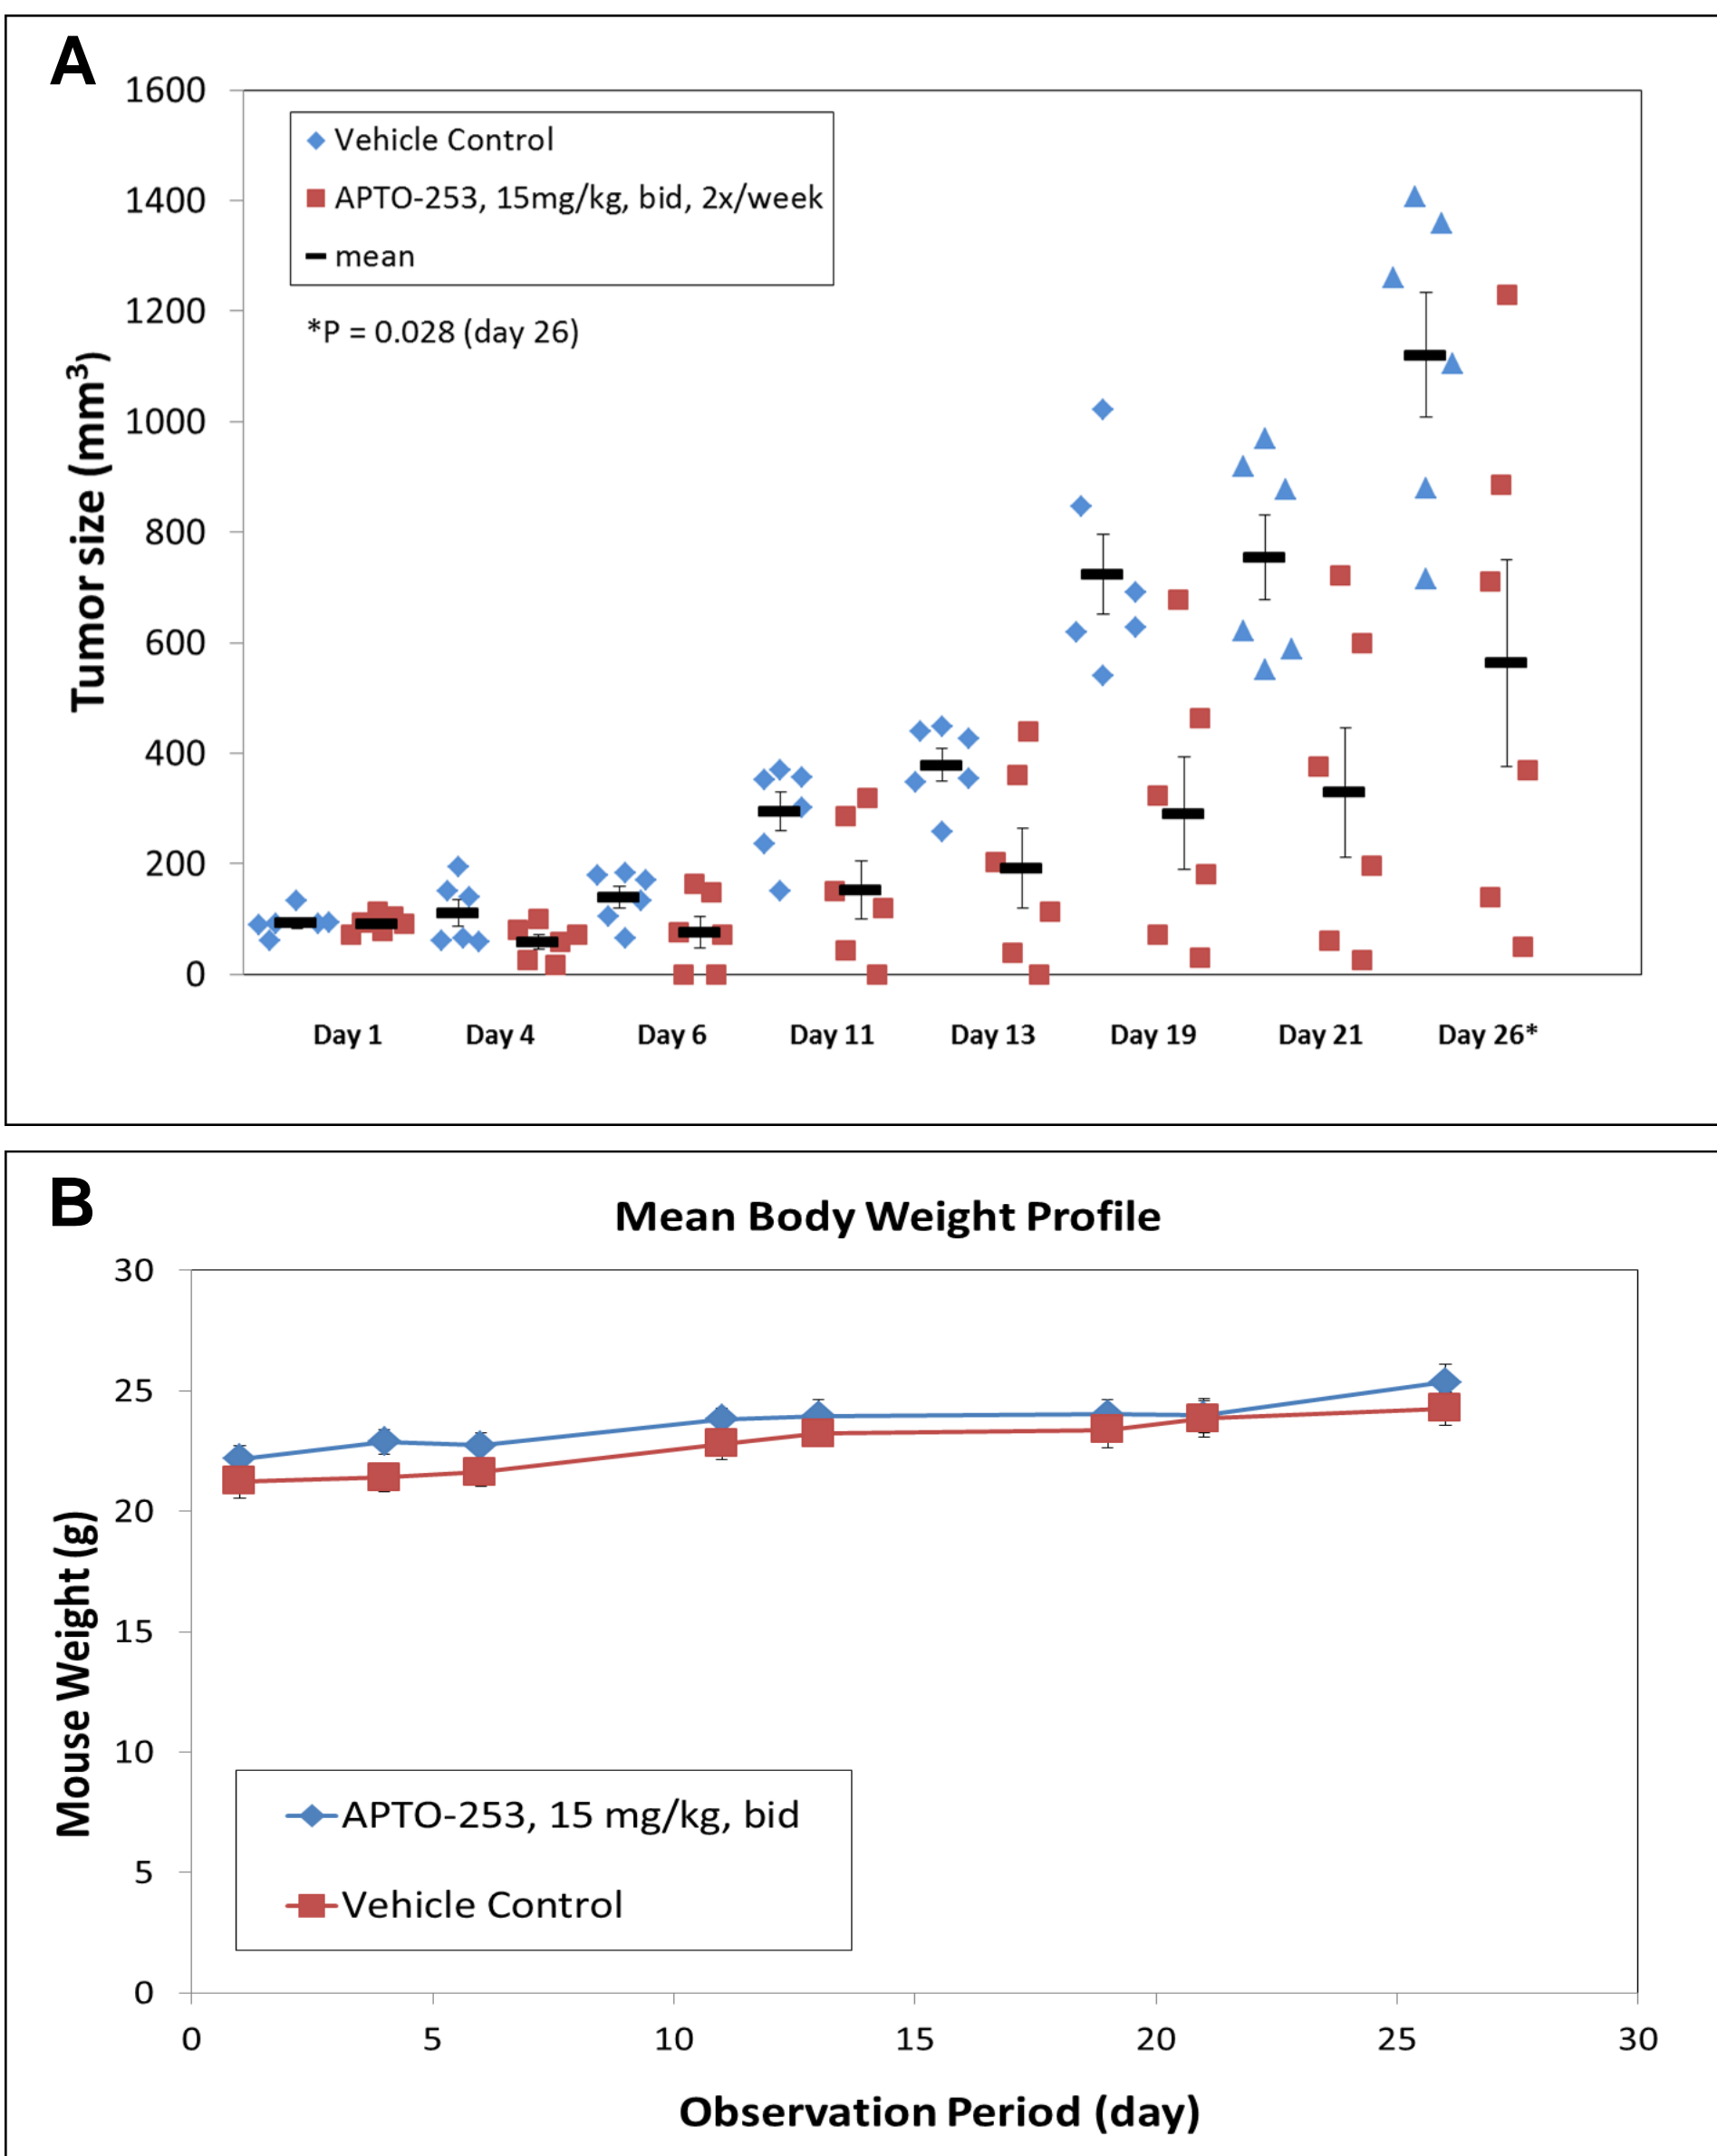 A
1600
1400
1200
1000
800
600
400
200
0
Tumor size (mm³)
Vehicle Control
APTO-253, 15mg/kg, bid, 2x/week
mean
*P = 0.028 (day 26)
Day 1 Day 4 Day 6 Day 11 Day 13 Day 19 Day 21 Day 26*
B
Mean Body Weight Profile
30
25
20
15
10
5
0
Mouse Weight (g)
APTO-253, 15 mg/kg, bid
Vehicle Control
0 5 10 15 20 25 30
Observation Period (day)